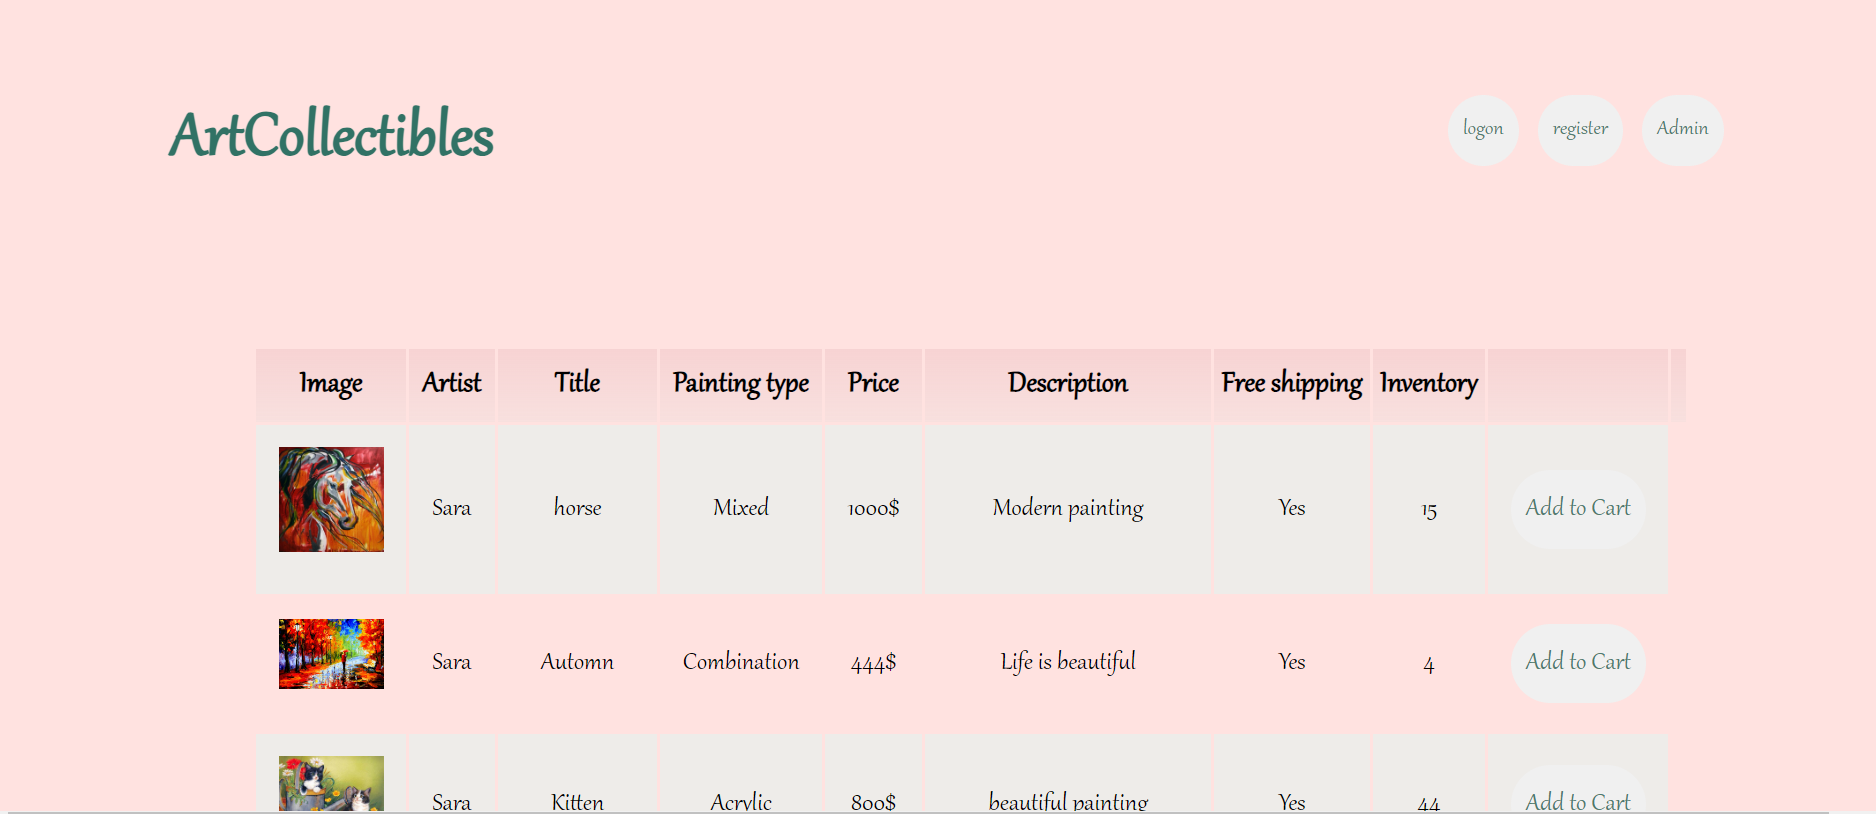 ArtCollectibles
logon register Admin
Image Artist Title Painting type Price Description Free shipping Inventory
Sara horse Mixed 1000$ Modern painting Yes 15 Add to Cart
Sara Automn Combination 444$ Life is beautiful Yes 4 Add to Cart
Sara Kitten Acrylic 800$ beautiful painting Yes 44 Add to Cart